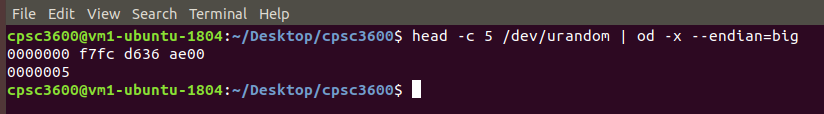 File Edit View Search Terminal Help
cpsc3600@vm1-ubuntu-1804:~/Desktop/cpsc3600$ head -c 5 /dev/urandom | od -x --endian=big
0000000 f7fc d636 ae00
0000005
cpsc3600@vm1-ubuntu-1804:~/Desktop/cpsc3600$